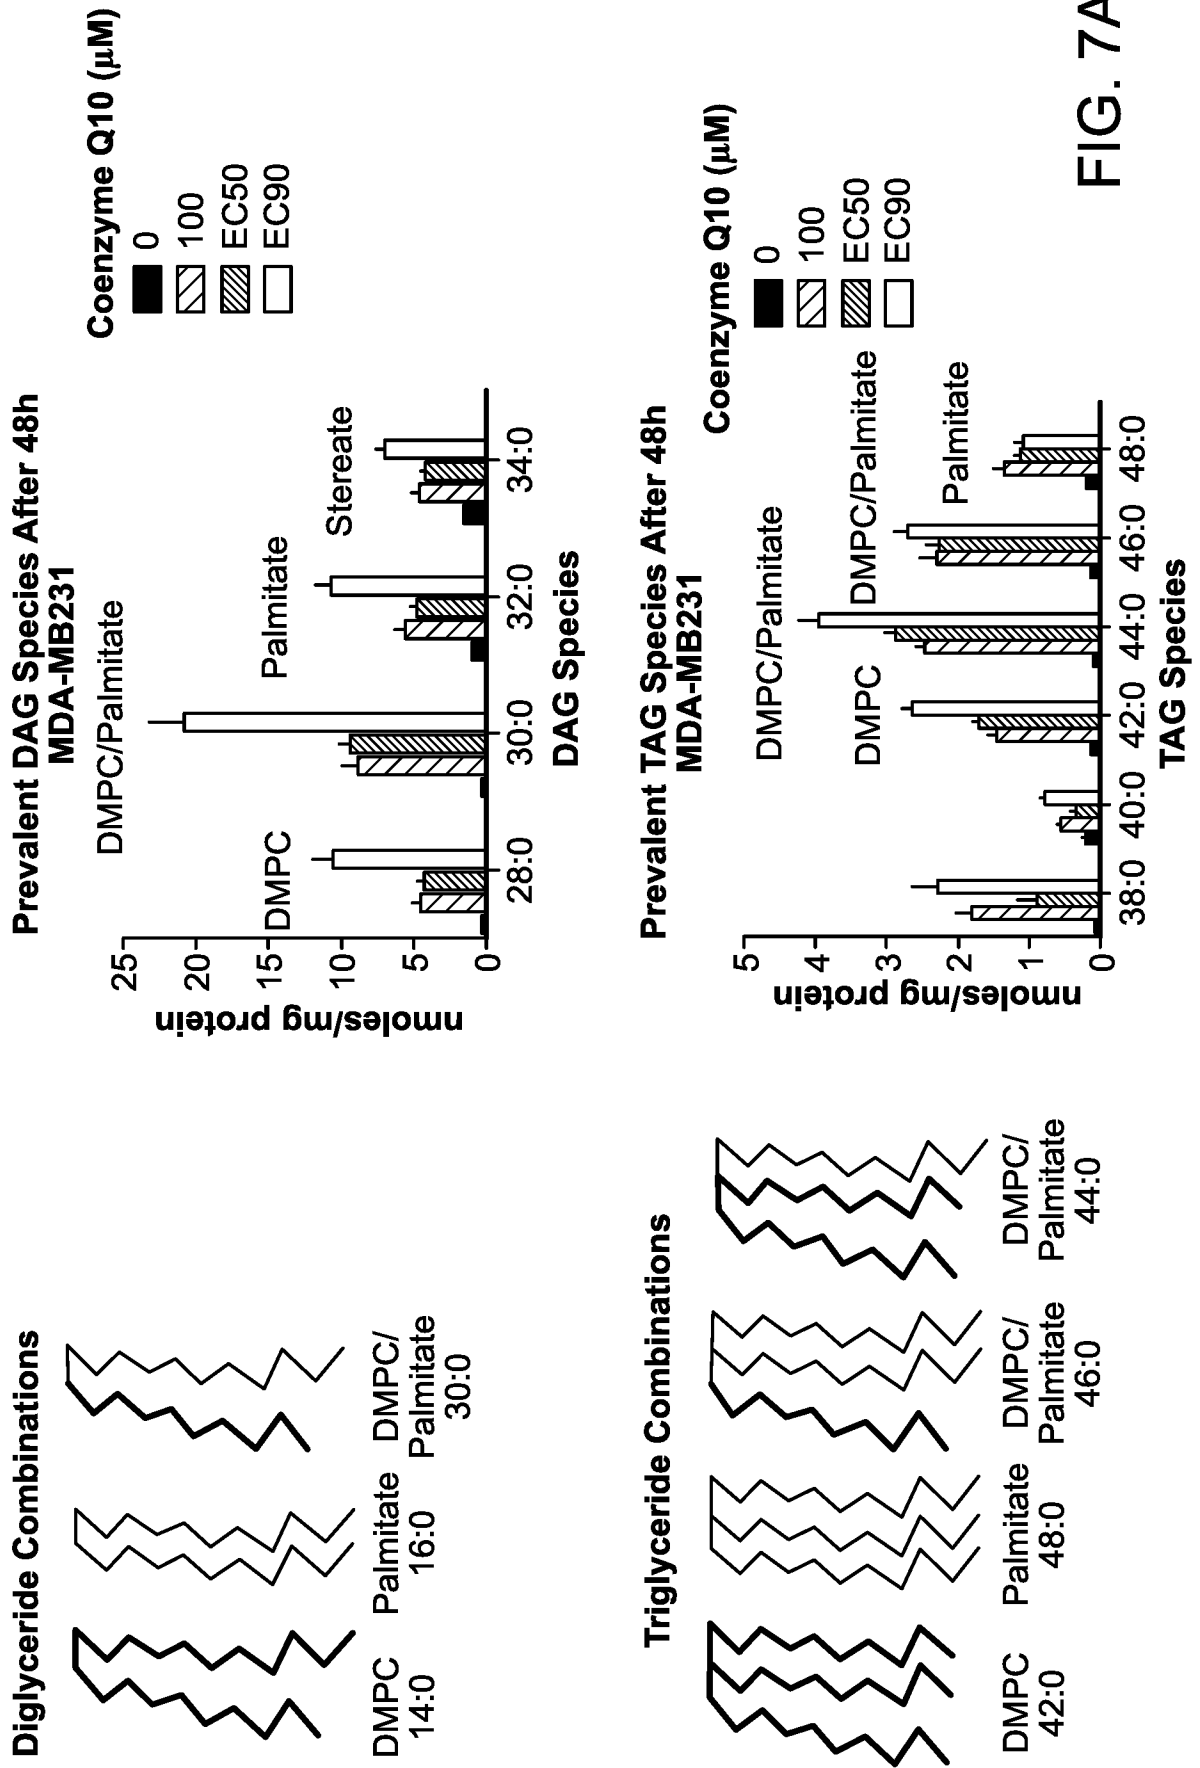 Diglyceride Combinations
DMPC
14:0
Palmitate
16:0
DMPC/
Palmitate
30:0
Prevalent DAG Species After 48h
MDA-MB231
nmoles/mg protein
25
20
15
10
5
0
DMPC
DMPC/Palmitate
Palmitate
Stereate
28:0
30:0
32:0
34:0
DAG Species
Coenzyme Q10 (μM)
0
100
EC50
EC90
Triglyceride Combinations
DMPC
42:0
Palmitate
48:0
DMPC/
Palmitate
46:0
DMPC/
Palmitate
44:0
Prevalent TAG Species After 48h
MDA-MB231
nmoles/mg protein
5
4
3
2
1
0
DMPC
DMPC/Palmitate
DMPC/Palmitate
Palmitate
38:0
40:0
42:0
44:0
46:0
48:0
TAG Species
Coenzyme Q10 (μM)
0
100
EC50
EC90
FIG. 7A